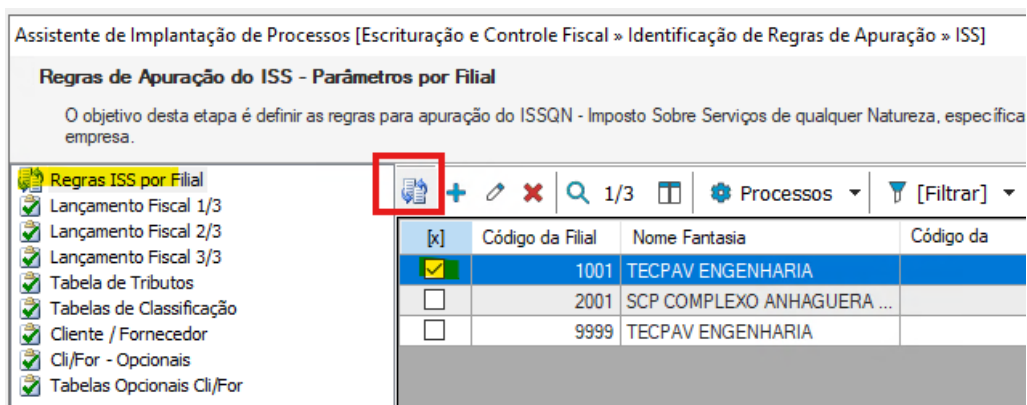 Assistente de Implantação de Processos [Escrituração e Controle Fiscal » Identificação de Regras de Apuração » ISS]
Regras de Apuração do ISS - Parâmetros por Filial
O objetivo desta etapa é definir as regras para apuração do ISSQN - Imposto Sobre Serviços de qualquer Natureza, específica
empresa.
Regras ISS por Filial
Lançamento Fiscal 1/3
Lançamento Fiscal 2/3
Lançamento Fiscal 3/3
Tabela de Tributos
Tabelas de Classificação
Cliente / Fornecedor
Cli/For - Opcionais
Tabelas Opcionais Cli/For
1/3 Processos [Filtrar]
[x] Código da Filial Nome Fantasia Código da
1001 TECPAV ENGENHARIA
2001 SCP COMPLEXO ANHAGUERA ...
9999 TECPAV ENGENHARIA